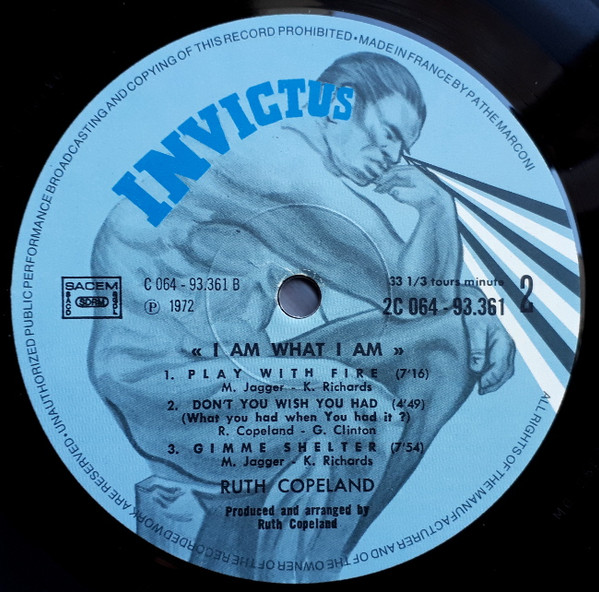 UNAUTHORIZED PUBLIC PERFORMANCE BROADCASTING AND COPYING OF THIS RECORD PROHIBITED • MADE IN FRANCE BY PATHE MARCONI
ALL RIGHTS OF THE MANUFACTURER AND OF THE OWNER OF THE RECORDED WORK ARE RESERVED •
INVICTUS
SACEM
SACD SDRM SGDL
C 064 - 93.361 B
℗ 1972
33 1/3 tours minute
2C 064 - 93.361
2
« I AM WHAT I AM »
1. PLAY WITH FIRE (7'16)
M. Jagger - K. Richards
2. DON'T YOU WISH YOU HAD (4'49)
(What you had when You had it ?)
R. Copeland - G. Clinton
3. GIMME SHELTER (7'54)
M. Jagger - K. Richards
RUTH COPELAND
Produced and arranged by
Ruth Copeland